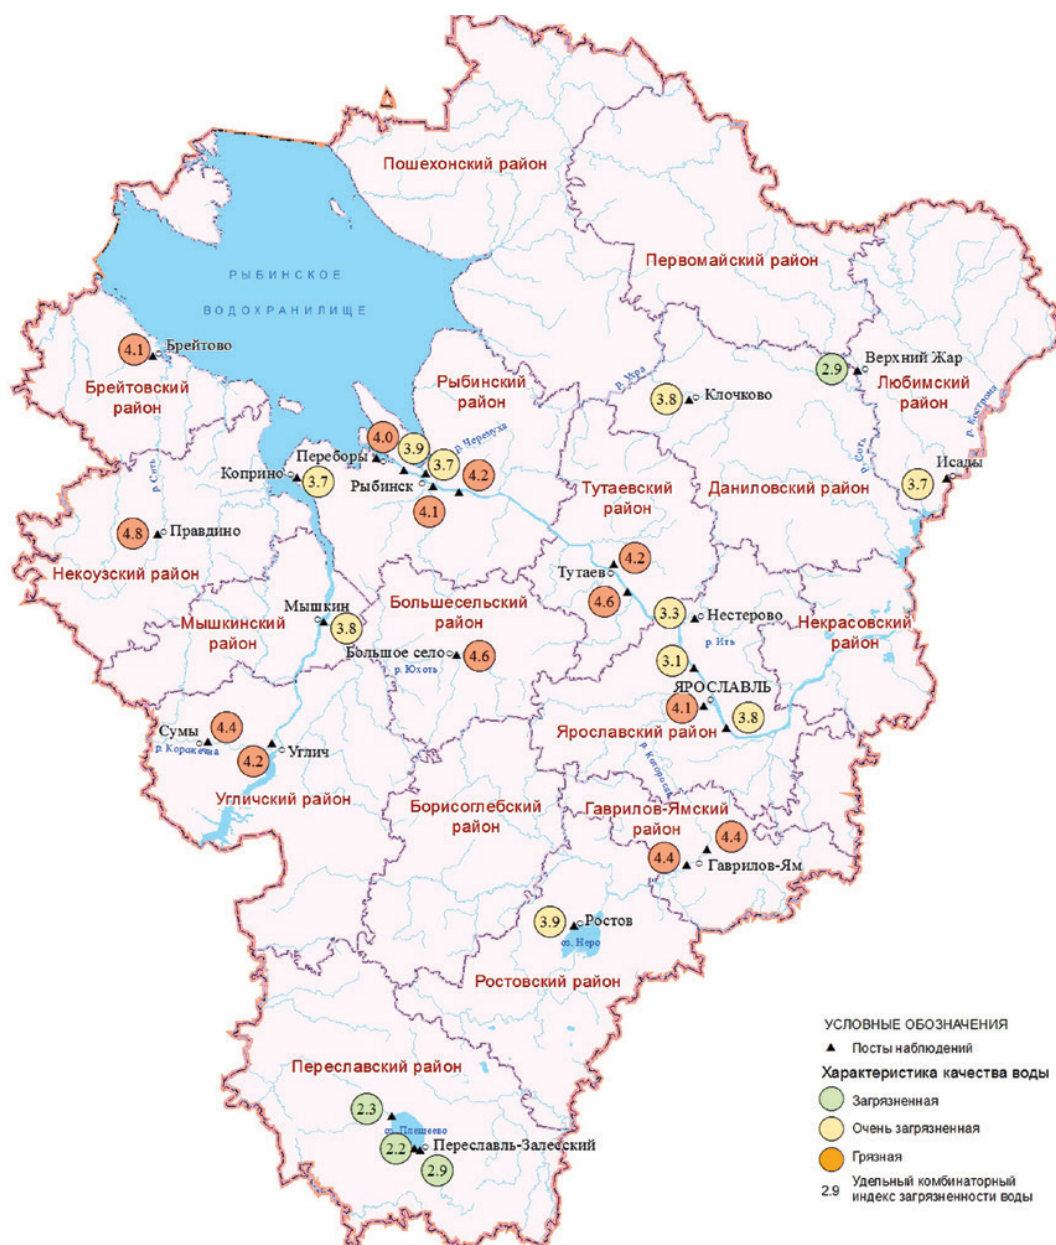 Пошехонский район
Первомайский район
РЫБИНСКОЕ
ВОДОХРАНИЛИЩЕ
4.1
Брейтово
Брейтовский
район
Рыбинский
район
р. Ухра
3.8
Клочково
2.9
Верхний Жар
Любимский
район
р. Кострома
р. Сить
р. Соть
4.0
3.9
р. Черемуха
3.7
4.2
Переборы
Рыбинск
4.1
Коприно
3.7
Исады
3.7
Тутаевский
район
Даниловский район
4.8
Правдино
Некоузский район
4.2
Тутаев
4.6
Мышкин
3.8
Мышкинский
район
Большесельский
район
Большое село
4.6
р. Юхоть
3.3
Нестерово
р. Ить
Некрасовский
район
3.1
ЯРОСЛАВЛЬ
4.1
3.8
Ярославский район
р. Которосль
Сумы
4.4
р. Корожечна
4.2
Углич
Угличский район
Борисоглебский
район
Гаврилов-Ямский
район
4.4
4.4
Гаврилов-Ям
3.9
Ростов
оз. Неро
Ростовский район
Переславский район
2.3
оз. Плещеево
2.2
Переславль-Залесский
2.9
УСЛОВНЫЕ ОБОЗНАЧЕНИЯ
Посты наблюдений
Характеристика качества воды
Загрязненная
Очень загрязненная
Грязная
2.9 Удельный комбинаторный
индекс загрязненности воды